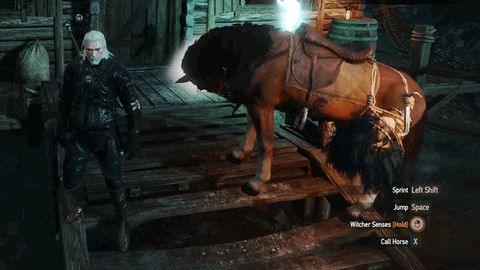 Sprint Left Shift
Jump Space
Witcher Senses [Hold]
Call Horse X